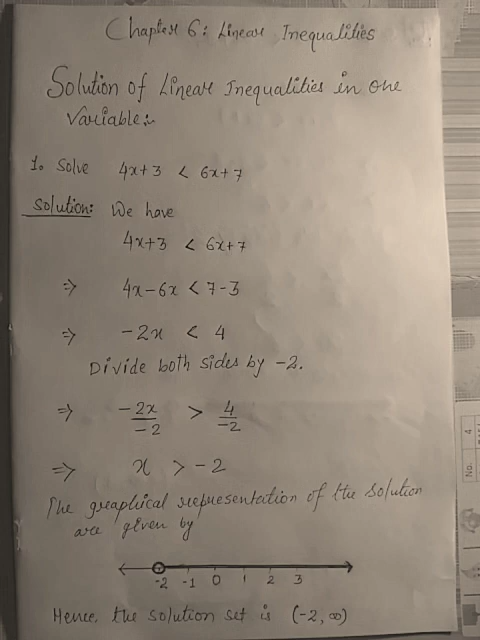 Chapter 6: Linear Inequalities
Solution of Linear Inequalities in one
Variable:-
1. Solve 4x+3 < 6x+7
Solution: We have
4x+3 < 6x+7
⇒ 4x-6x < 7-3
⇒ -2x < 4
Divide both sides by -2.
⇒ -2x/-2 > 4/-2
⇒ x > -2
The graphical representation of the solution
are given by
-2 -1 0 1 2 3
Hence, the solution set is (-2, ∞)
No. 4